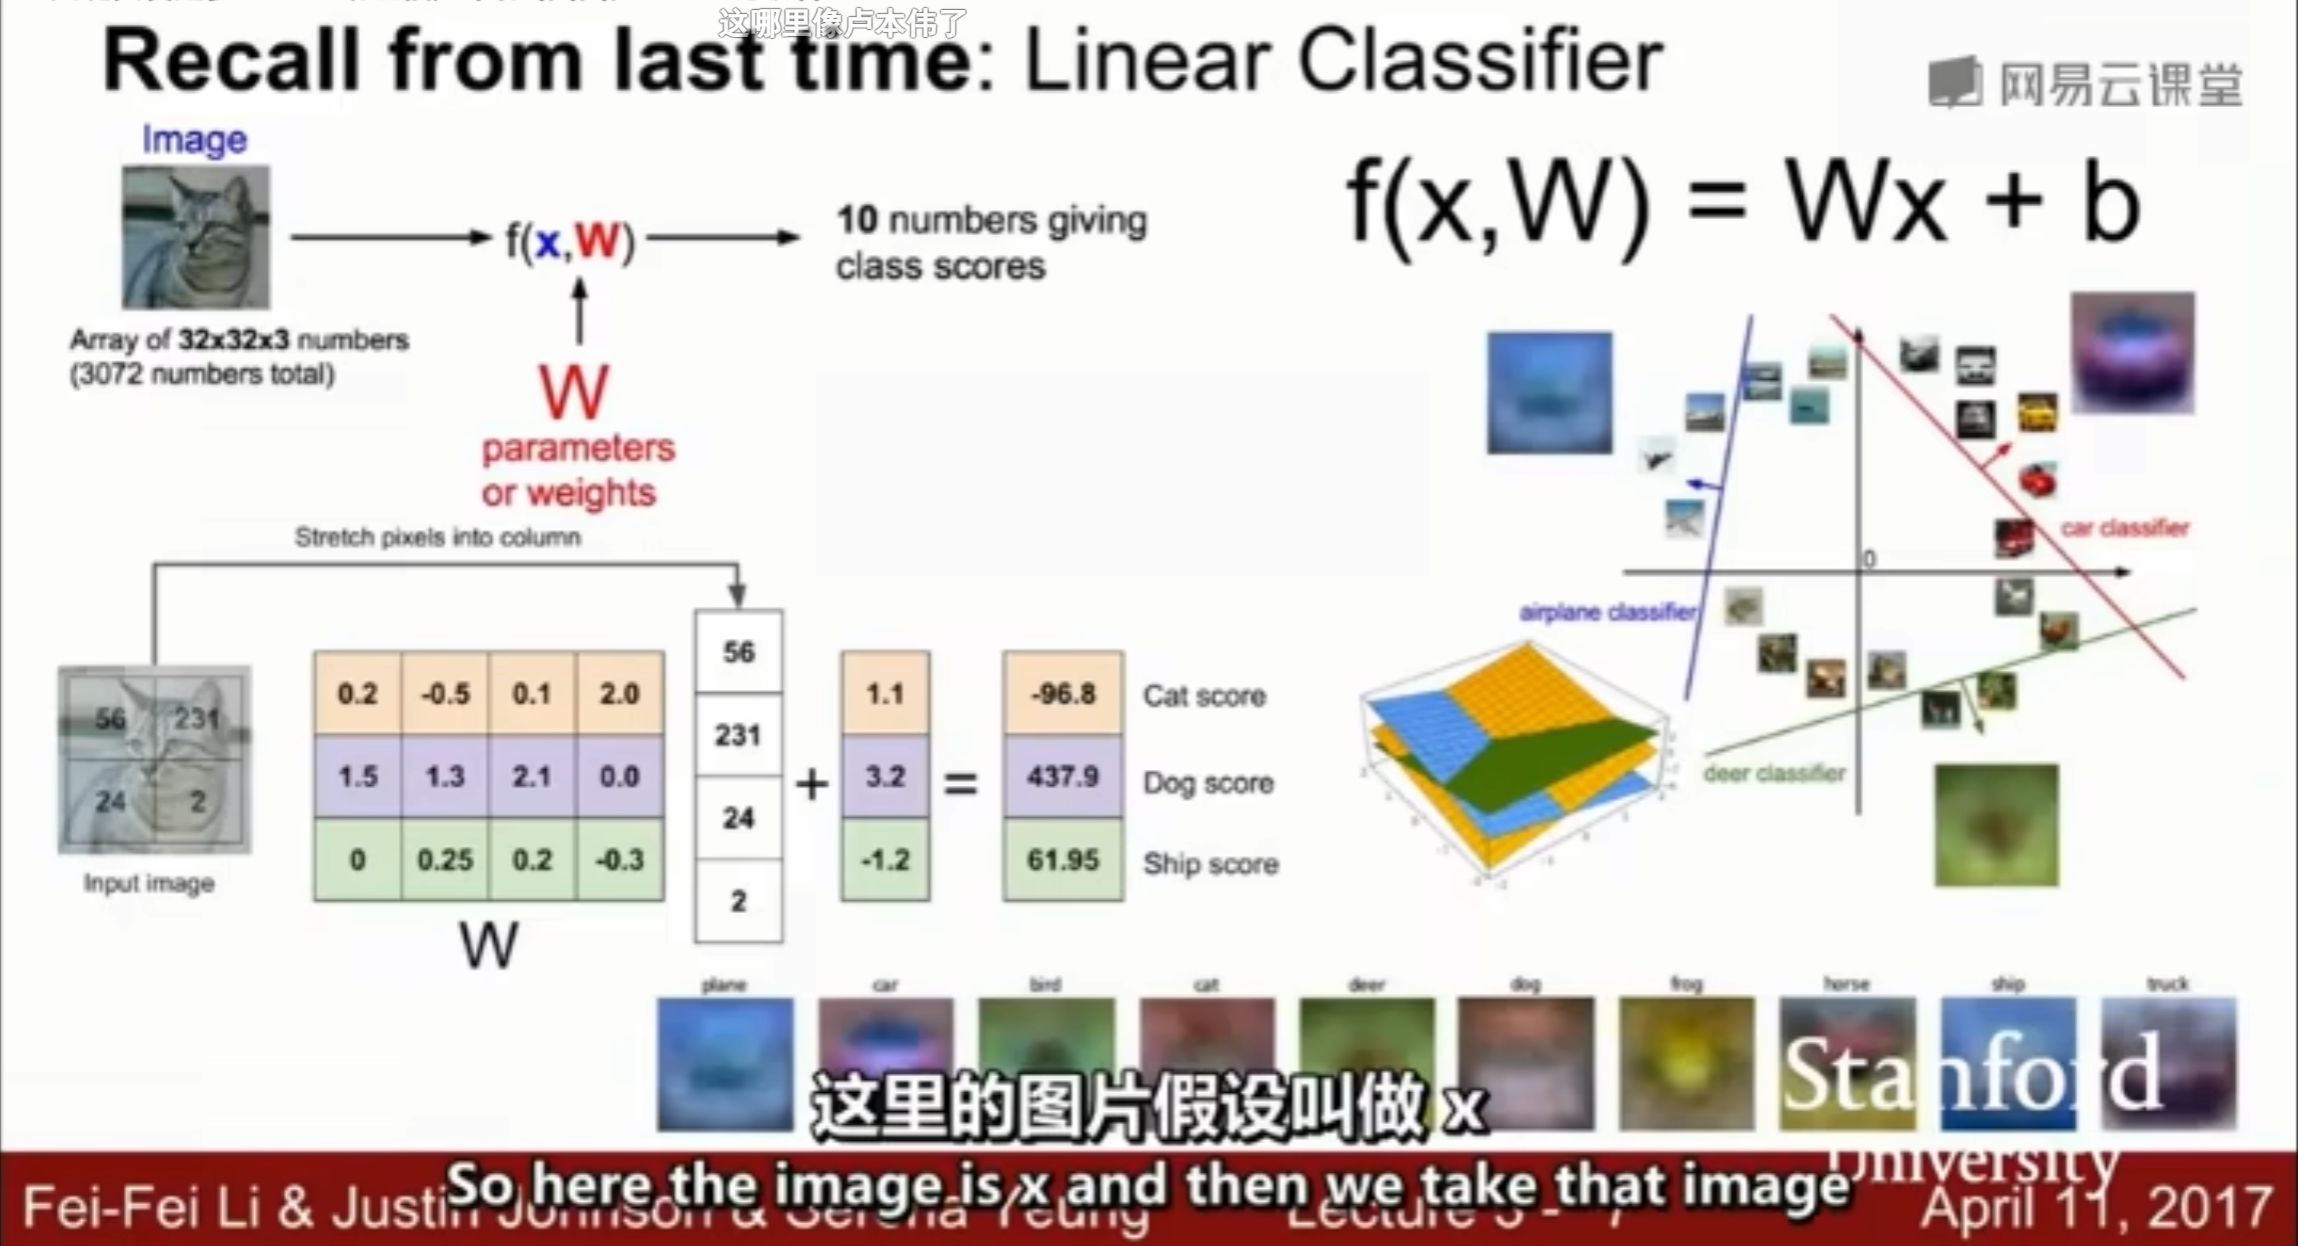 这哪里像卢本伟了
Recall from last time: Linear Classifier
网易云课堂
Image
f(x,W)
10 numbers giving
class scores
Array of 32x32x3 numbers
(3072 numbers total)
W
parameters
or weights
f(x,W) = Wx + b
car classifier
0
airplane classifier
deer classifier
Stretch pixels into column
56 231
24 2
Input image
0.2 -0.5 0.1 2.0
1.5 1.3 2.1 0.0
0 0.25 0.2 -0.3
W
56
231
24
2
+
1.1
3.2
-1.2
=
-96.8 Cat score
437.9 Dog score
61.95 Ship score
plane car bird cat deer dog frog horse ship truck
这里的图片假设叫做 x
Stanford
University
So here the image is x and then we take that image
Fei-Fei Li & Justin Johnson & Serena Yeung
Lecture 3 - 7
April 11, 2017